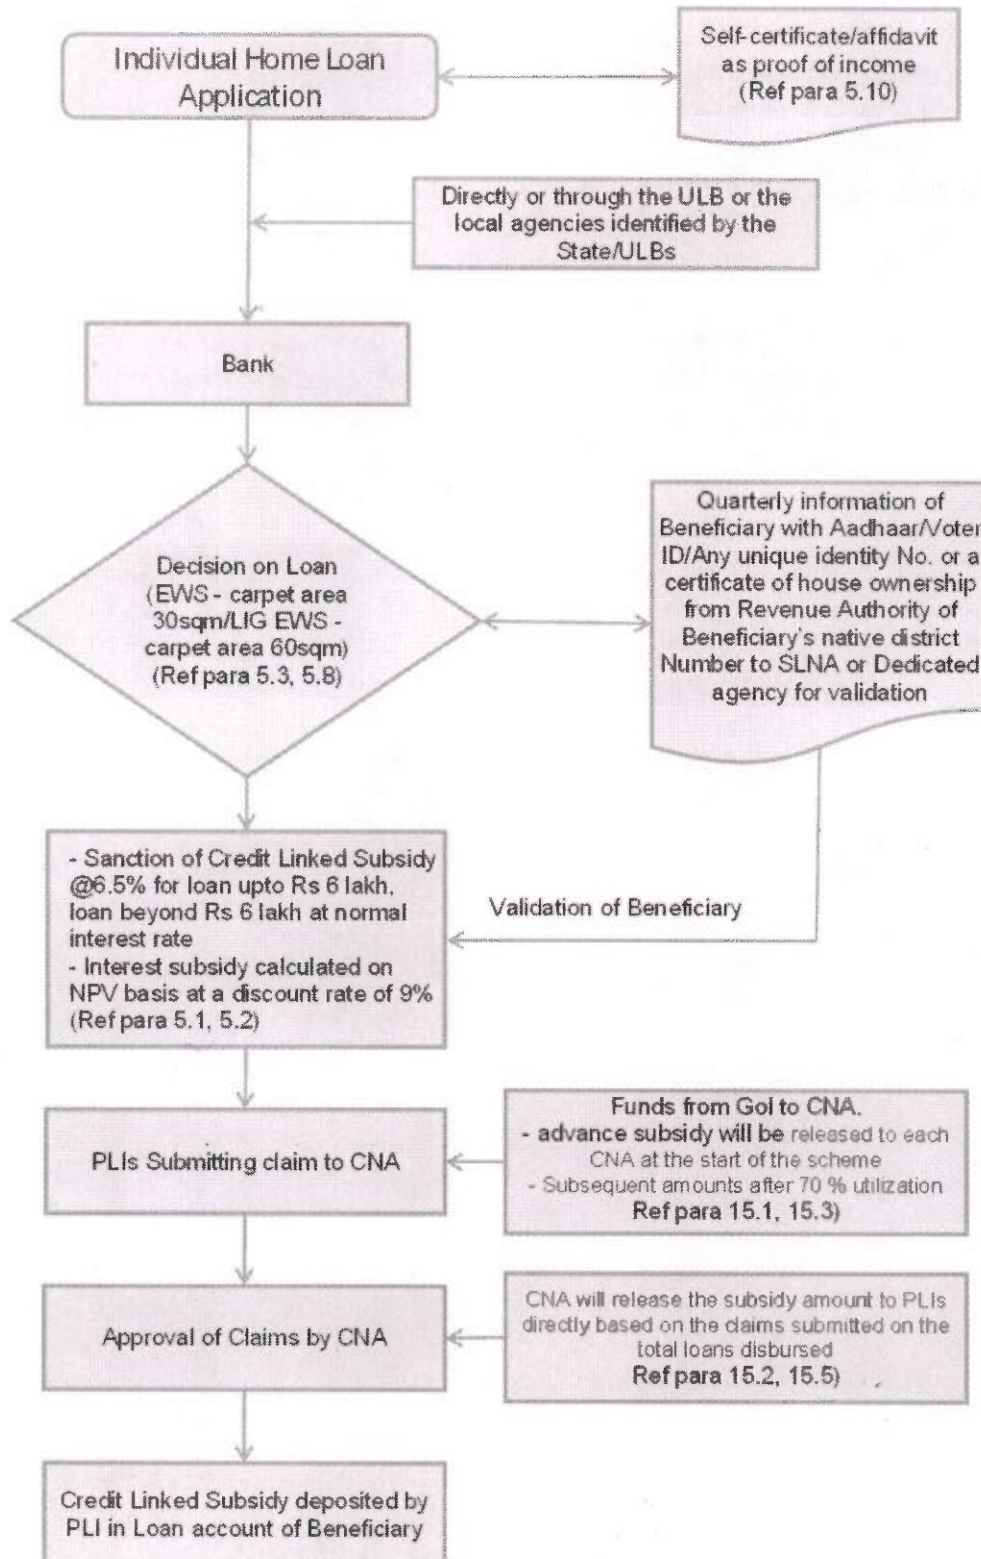 Individual Home Loan
Application
Self-certificate/affidavit
as proof of income
(Ref para 5.10)
Directly or through the ULB or the
local agencies identified by the
State/ULBs
Bank
Decision on Loan
(EWS - carpet area
30sqm/LIG EWS -
carpet area 60sqm)
(Ref para 5.3, 5.8)
Quarterly information of
Beneficiary with Aadhaar/Voter
ID/Any unique identity No. or a
certificate of house ownership
from Revenue Authority of
Beneficiary's native district
Number to SLNA or Dedicated
agency for validation
- Sanction of Credit Linked Subsidy
@6.5% for loan upto Rs 6 lakh,
loan beyond Rs 6 lakh at normal
interest rate
- Interest subsidy calculated on
NPV basis at a discount rate of 9%
(Ref para 5.1, 5.2)
Validation of Beneficiary
PLIs Submitting claim to CNA
Funds from GoI to CNA.
- advance subsidy will be released to each
CNA at the start of the scheme
- Subsequent amounts after 70 % utilization
Ref para 15.1, 15.3)
Approval of Claims by CNA
CNA will release the subsidy amount to PLIs
directly based on the claims submitted on the
total loans disbursed
Ref para 15.2, 15.5)
Credit Linked Subsidy deposited by
PLI in Loan account of Beneficiary